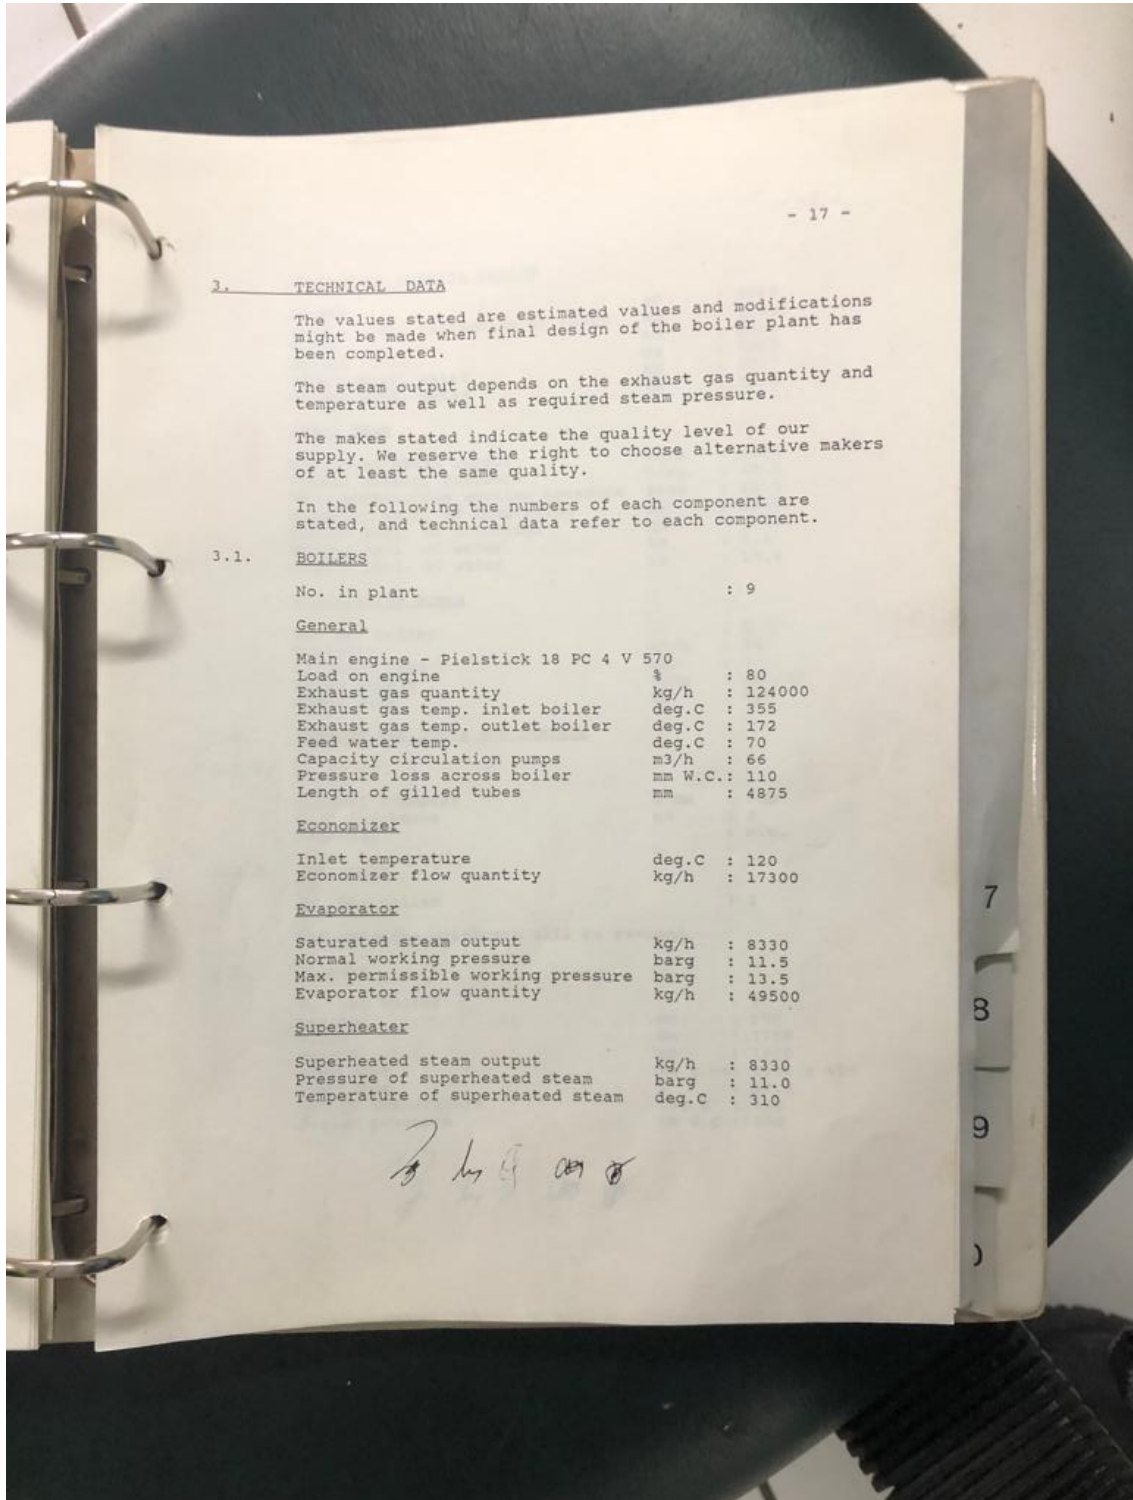 - 17 -
3. TECHNICAL DATA
The values stated are estimated values and modifications
might be made when final design of the boiler plant has
been completed.
The steam output depends on the exhaust gas quantity and
temperature as well as required steam pressure.
The makes stated indicate the quality level of our
supply. We reserve the right to choose alternative makers
of at least the same quality.
In the following the numbers of each component are
stated, and technical data refer to each component.
3.1. BOILERS
No. in plant : 9
General
Main engine - Pielstick 18 PC 4 V 570
Load on engine % : 80
Exhaust gas quantity kg/h : 124000
Exhaust gas temp. inlet boiler deg.C : 355
Exhaust gas temp. outlet boiler deg.C : 172
Feed water temp. deg.C : 70
Capacity circulation pumps m3/h : 66
Pressure loss across boiler mm W.C.: 110
Length of gilled tubes mm : 4875
Economizer
Inlet temperature deg.C : 120
Economizer flow quantity kg/h : 17300
Evaporator
Saturated steam output kg/h : 8330
Normal working pressure barg : 11.5
Max. permissible working pressure barg : 13.5
Evaporator flow quantity kg/h : 49500
Superheater
Superheated steam output kg/h : 8330
Pressure of superheated steam barg : 11.0
Temperature of superheated steam deg.C : 310
7
8
9